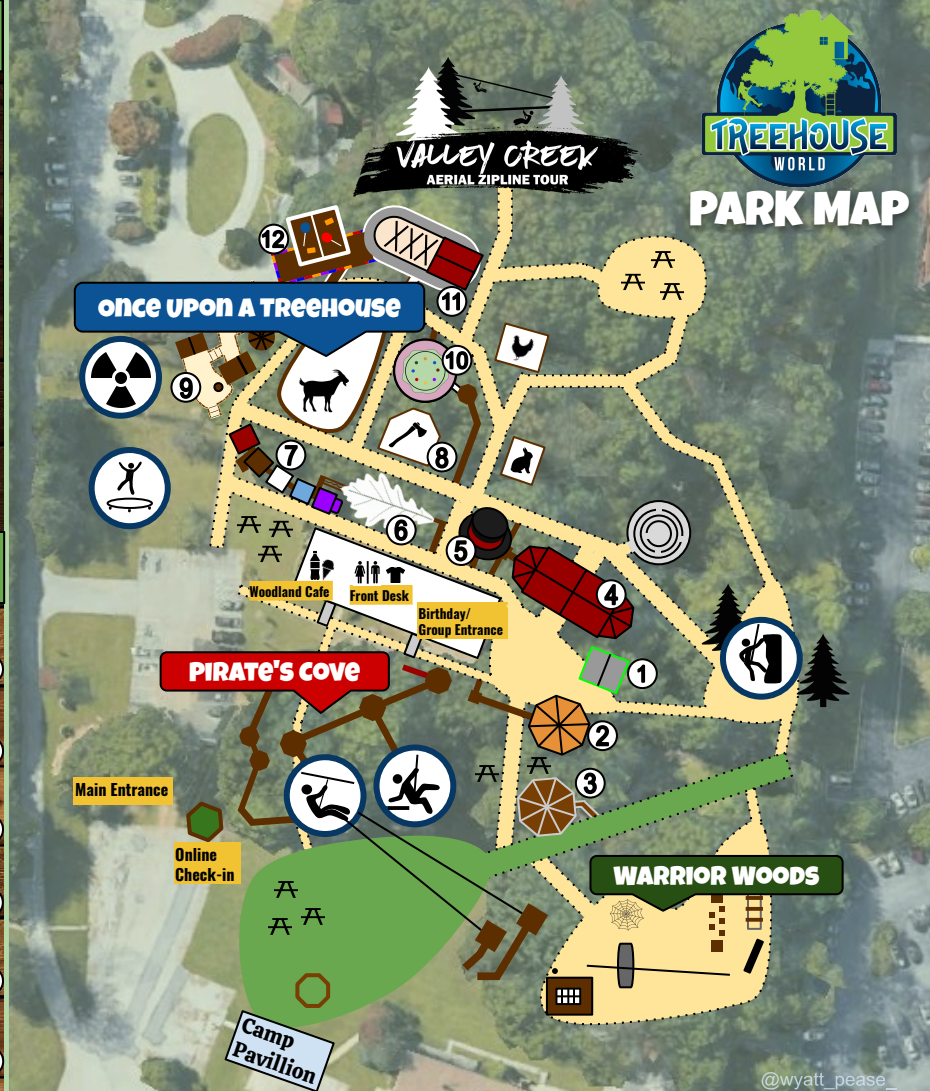 VALLEY CREEK
AERIAL ZIPLINE TOUR
TREEHOUSE
WORLD
PARK MAP
12
11
ONCE UPON A TREEHOUSE
10
9
8
7
6
5
4
Woodland Cafe
Front Desk
Birthday/
Group Entrance
PIRATE'S COVE
1
2
3
Main Entrance
Online
Check-in
WARRIOR WOODS
Camp
Pavillion
@wyatt_pease_